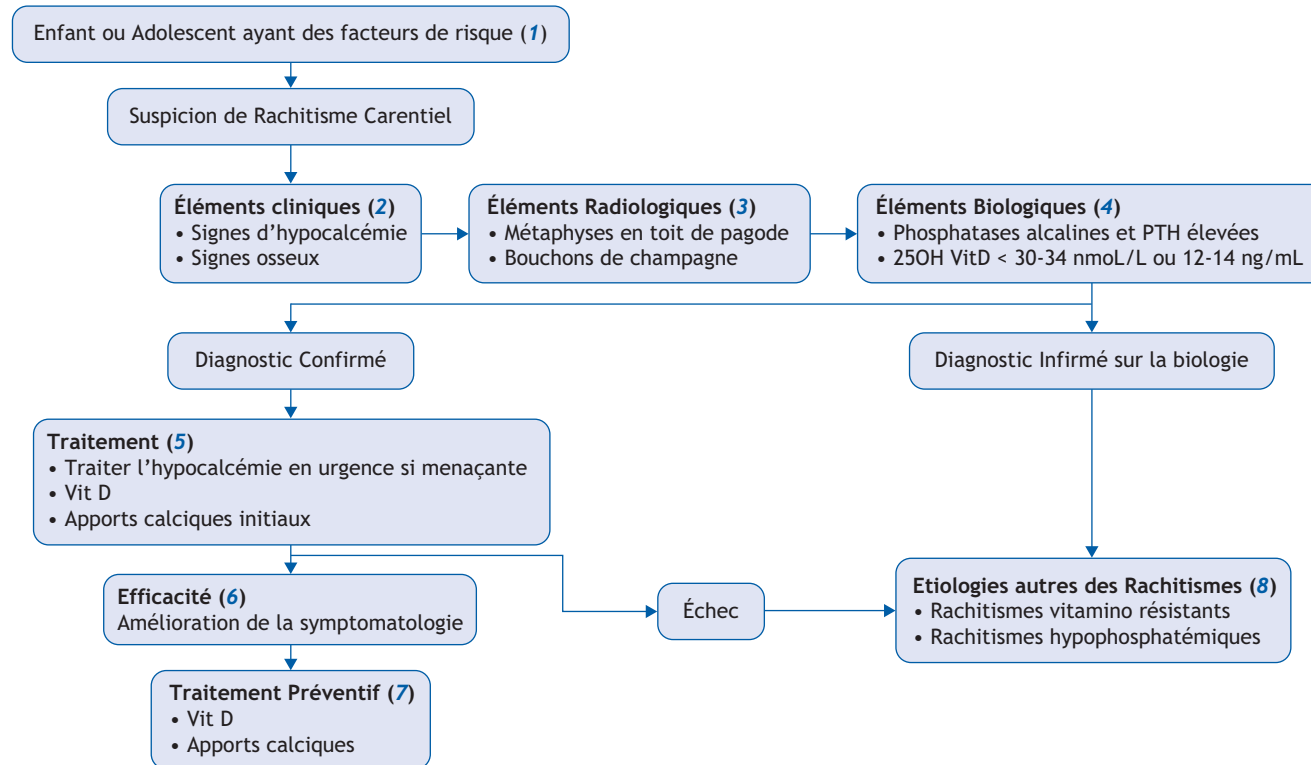 Enfant ou Adolescent ayant des facteurs de risque (1)
Suspicion de Rachitisme Carentiel
Éléments cliniques (2)
• Signes d'hypocalcémie
• Signes osseux
Éléments Radiologiques (3)
• Métaphyses en toit de pagode
• Bouchons de champagne
Éléments Biologiques (4)
• Phosphatases alcalines et PTH élevées
• 25OH VitD < 30-34 nmoL/L ou 12-14 ng/mL
Diagnostic Confirmé
Diagnostic Infirmé sur la biologie
Traitement (5)
• Traiter l'hypocalcémie en urgence si menaçante
• Vit D
• Apports calciques initiaux
Efficacité (6)
Amélioration de la symptomatologie
Échec
Etiologies autres des Rachitismes (8)
• Rachitismes vitamino résistants
• Rachitismes hypophosphatémiques
Traitement Préventif (7)
• Vit D
• Apports calciques